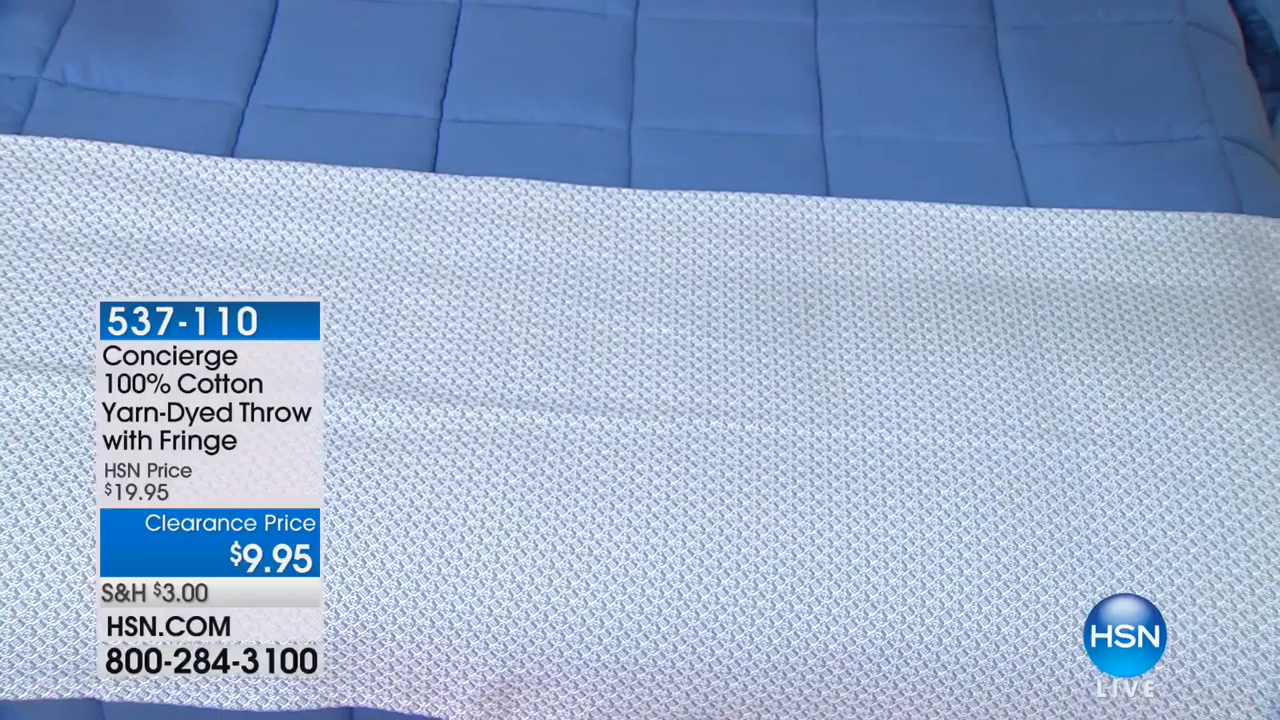 537-110
Concierge
100% Cotton
Yarn-Dyed Throw
with Fringe
HSN Price
$19.95
Clearance Price
$9.95
S&H $3.00
HSN.COM
800-284-3100
HSN
LIVE